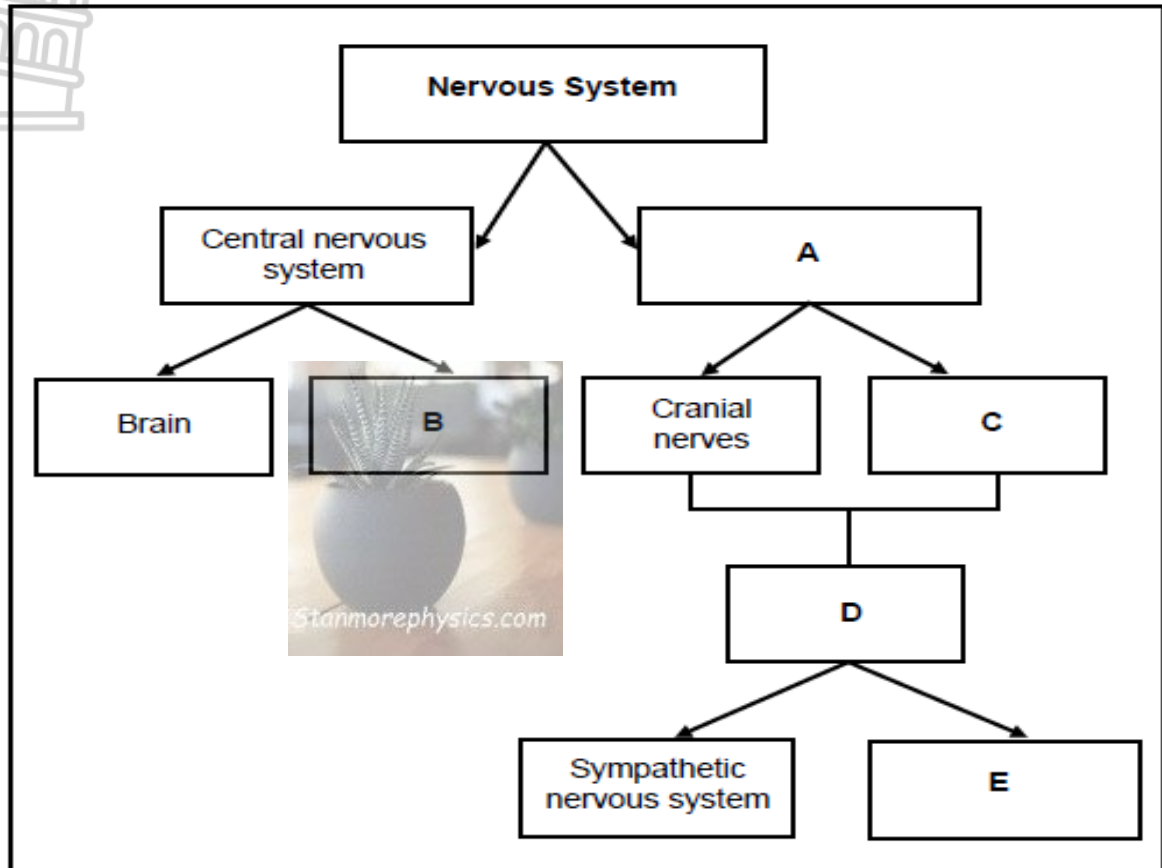 Nervous System
Central nervous
system
A
Brain
B
Cranial
nerves
C
Stanmorephysics.com
D
Sympathetic
nervous system
E